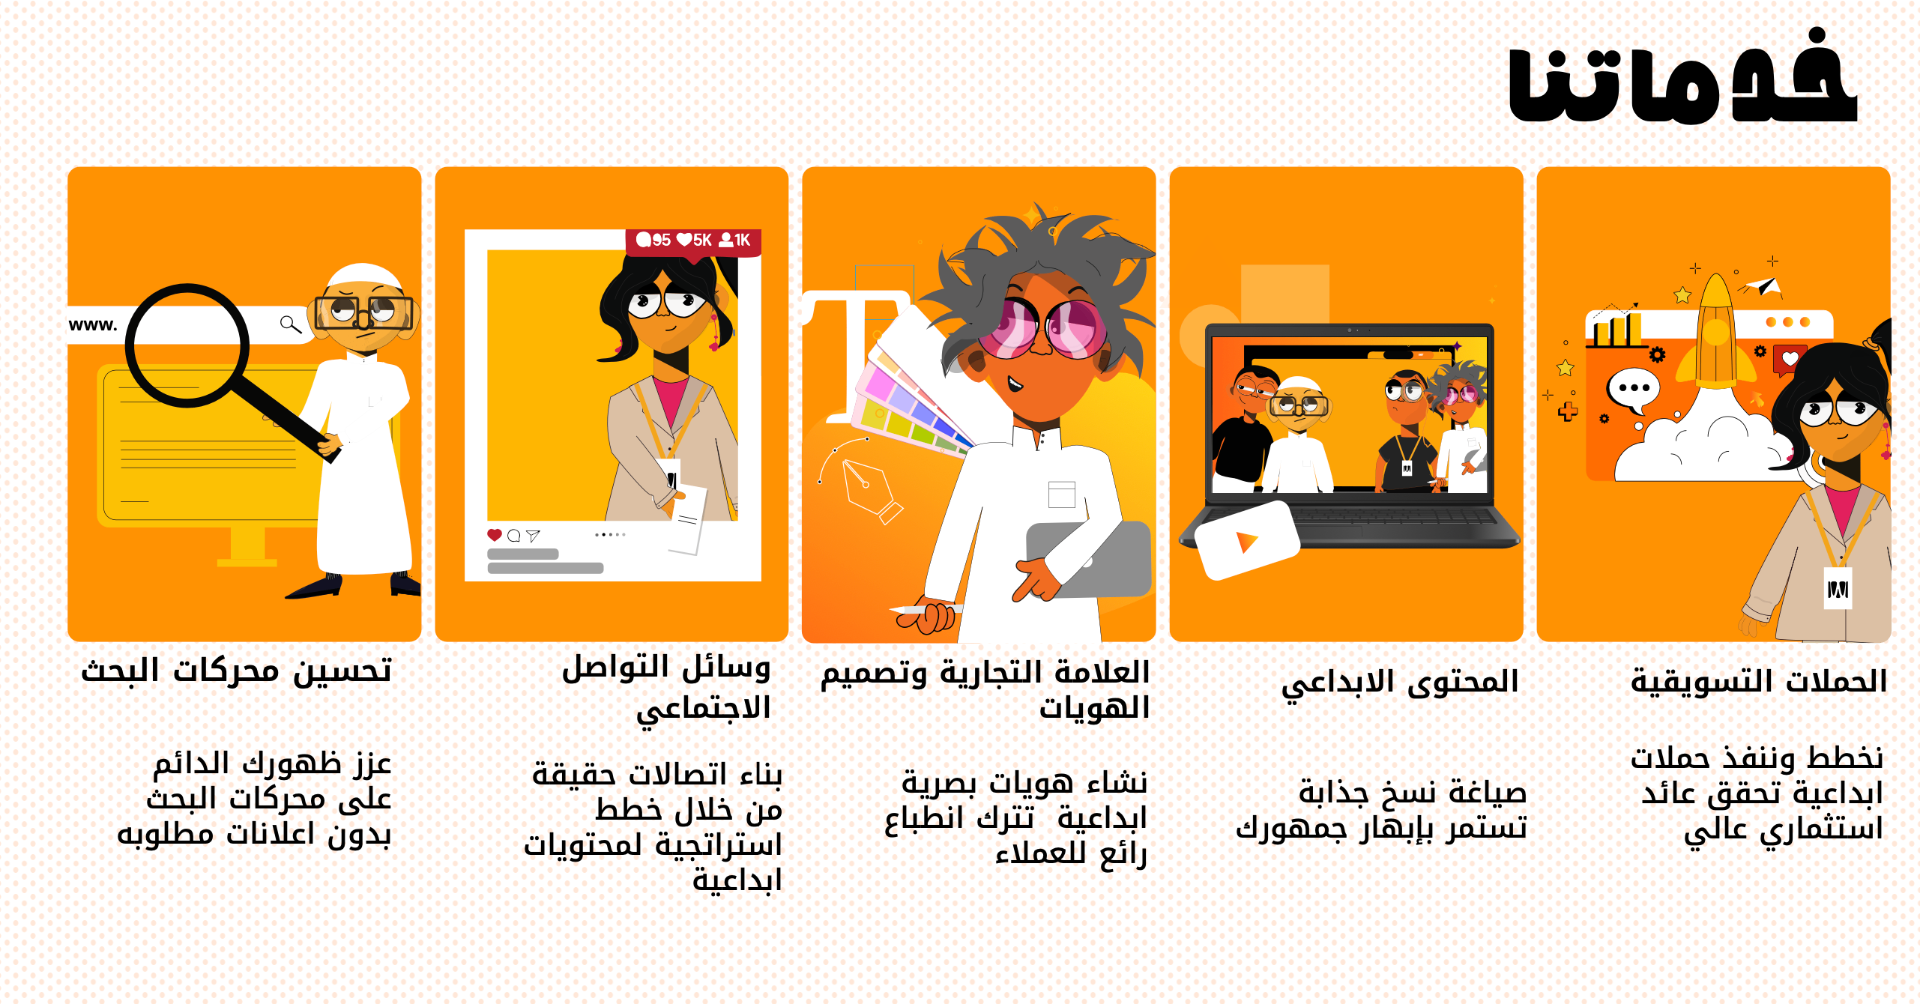 خدماتنا
الحملات التسويقية
نخطط وننفذ حملات
ابداعية تحقق عائد
استثماري عالي
المحتوى الابداعي
صياغة نسخ جذابة
تستمر بإبهار جمهورك
العلامة التجارية وتصميم
الهويات
نشاء هويات بصرية
ابداعية تترك انطباع
رائع للعملاء
T
95 5K 1K
وسائل التواصل
الاجتماعي
بناء اتصالات حقيقة
من خلال خطط
استراتجية لمحتويات
ابداعية
www.
تحسين محركات البحث
عزز ظهورك الدائم
على محركات البحث
بدون اعلانات مطلوبه